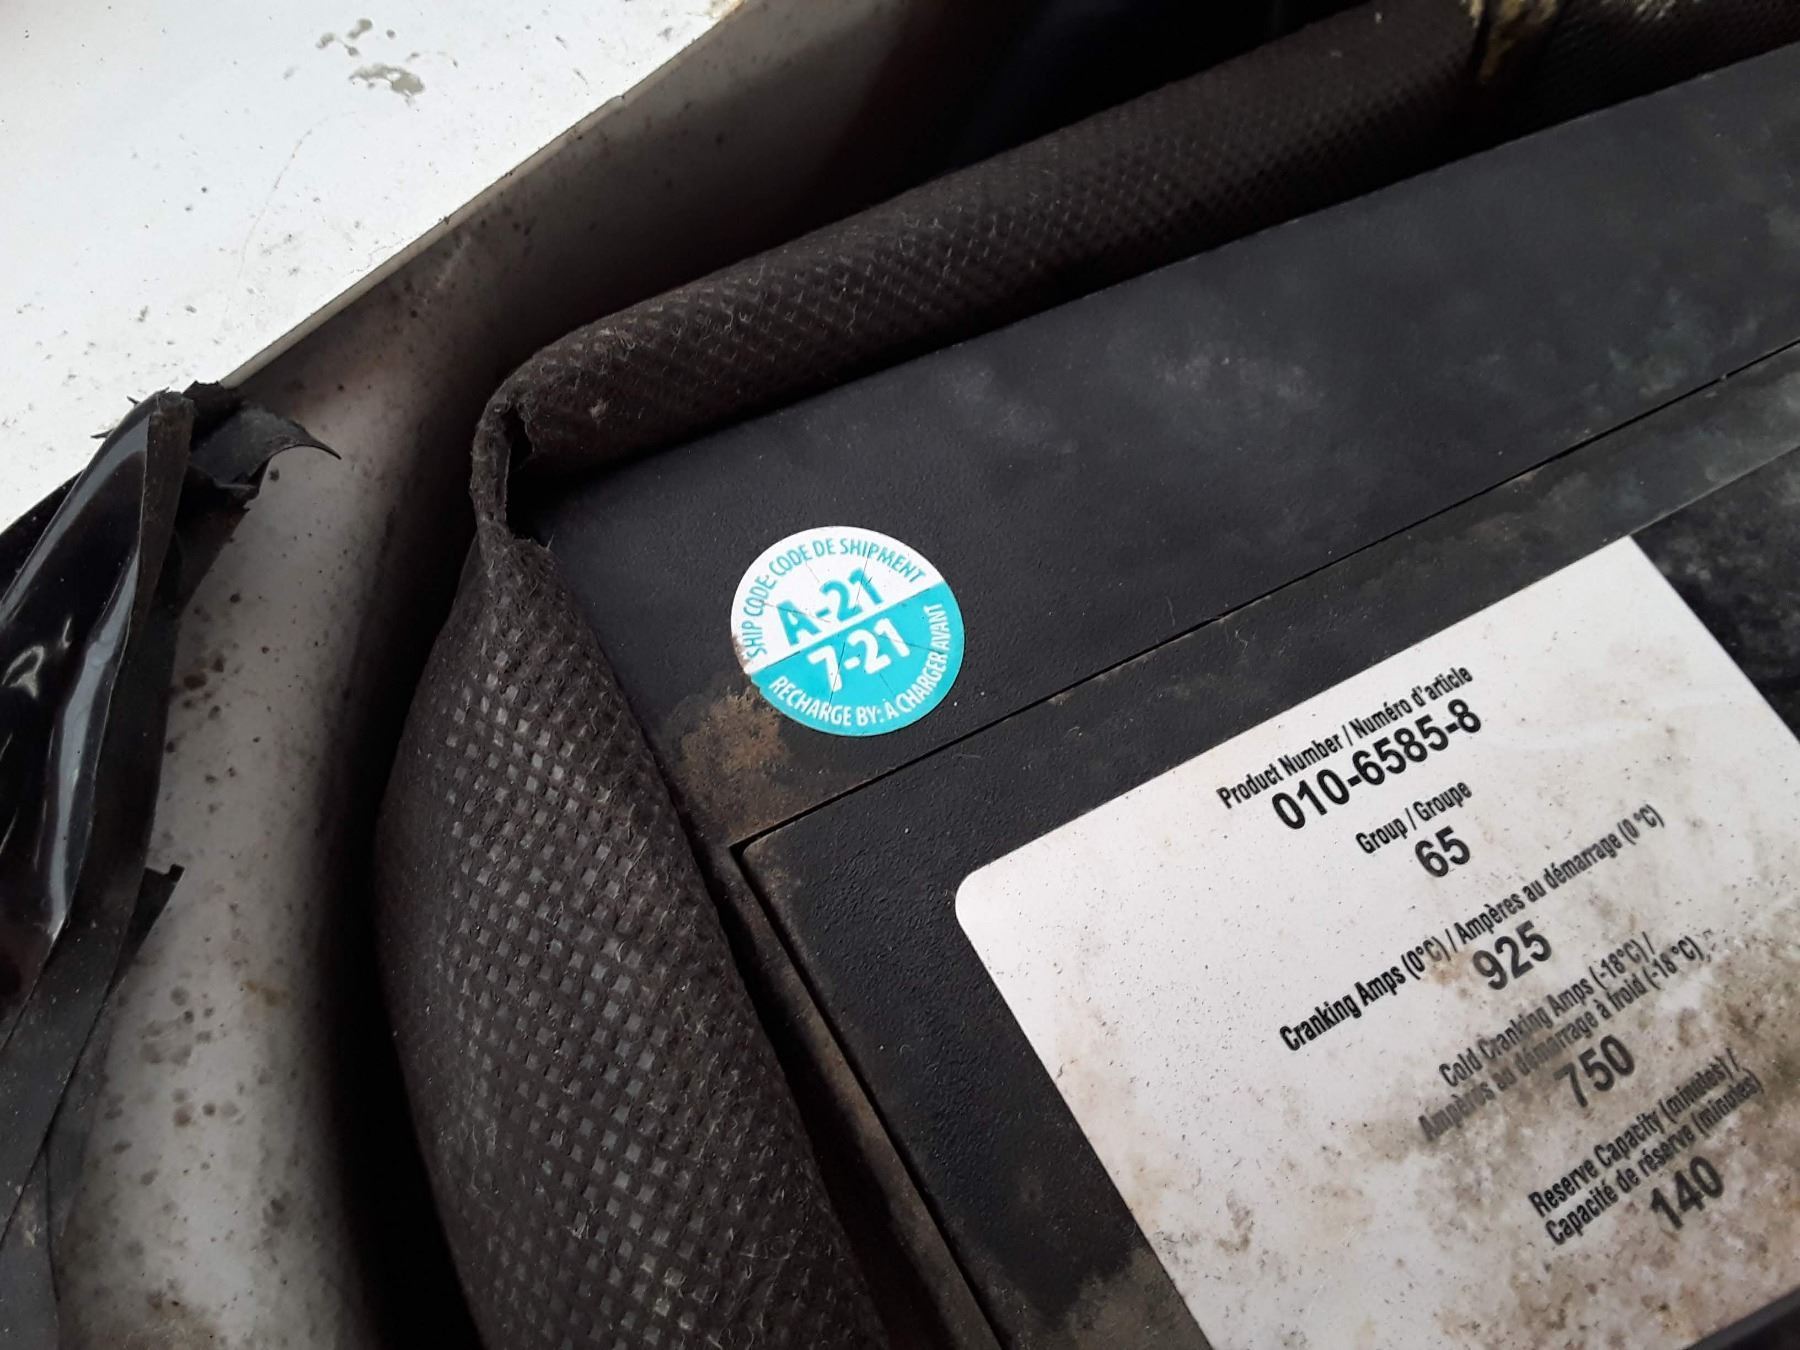 SHIP CODE: CODE DE SHIPMENT
A-21
7-21
RECHARGE BY: À CHARGER AVANT
Product Number / Numéro d'article
010-6585-8
Group / Groupe
65
Cranking Amps (0°C) / Ampères au démarrage (0 °C)
925
Cold Cranking Amps (-18°C) /
Ampères au démarrage à froid (-18 °C)
750
Reserve Capacity (minutes) /
Capacité de réserve (minutes)
140